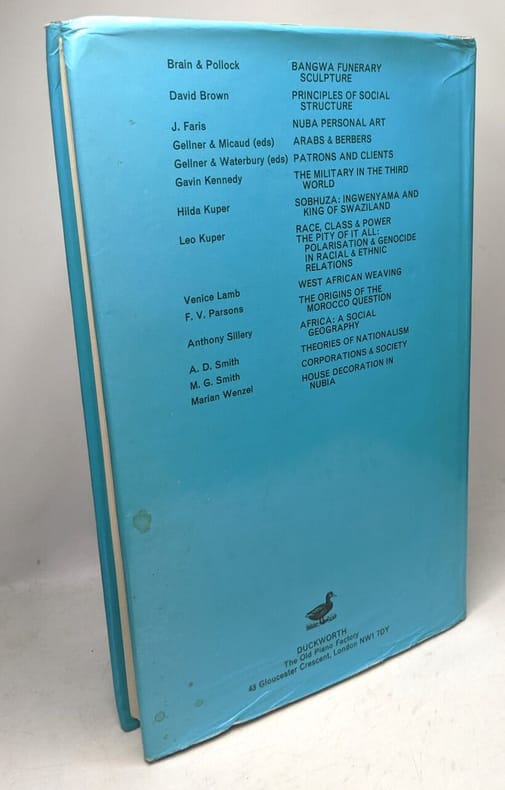 Brain & Pollock BANGWA FUNERARY
SCULPTURE
David Brown PRINCIPLES OF SOCIAL
STRUCTURE
J. Faris NUBA PERSONAL ART
Gellner & Micaud (eds) ARABS & BERBERS
Gellner & Waterbury (eds) PATRONS AND CLIENTS
Gavin Kennedy THE MILITARY IN THE THIRD
WORLD
Hilda Kuper SOBHUZA: INGWENYAMA AND
KING OF SWAZILAND
Leo Kuper RACE, CLASS & POWER
THE PITY OF IT ALL:
POLARISATION & GENOCIDE
IN RACIAL & ETHNIC
RELATIONS
Venice Lamb WEST AFRICAN WEAVING
F. V. Parsons THE ORIGINS OF THE
MOROCCO QUESTION
Anthony Sillery AFRICA: A SOCIAL
GEOGRAPHY
A. D. Smith THEORIES OF NATIONALISM
M. G. Smith CORPORATIONS & SOCIETY
Marian Wenzel HOUSE DECORATION IN
NUBIA
DUCKWORTH
The Old Piano Factory
43 Gloucester Crescent, London NW1 7DY